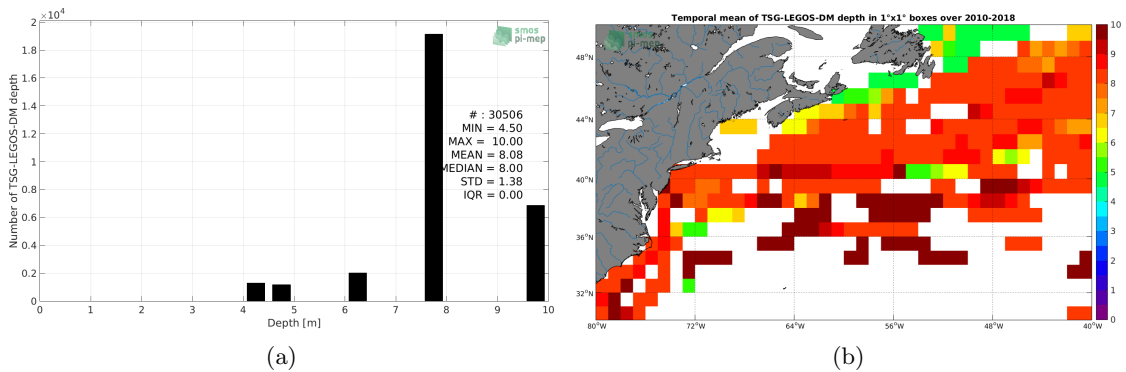 ×10⁴
2
1.8
1.6
1.4
1.2
1
0.8
0.6
0.4
0.2
0
Number of TSG-LEGOS-DM depth
smos
pi-mep
# : 30506
MIN = 4.50
MAX = 10.00
MEAN = 8.08
MEDIAN = 8.00
STD = 1.38
IQR = 0.00
0 1 2 3 4 5 6 7 8 9 10
Depth [m]
(a)
Temporal mean of TSG-LEGOS-DM depth in 1°x1° boxes over 2010-2018
smos
pi-mep
48°N
44°N
40°N
36°N
32°N
80°W 72°W 64°W 56°W 48°W 40°W
10
9
8
7
6
5
4
3
2
1
0
(b)